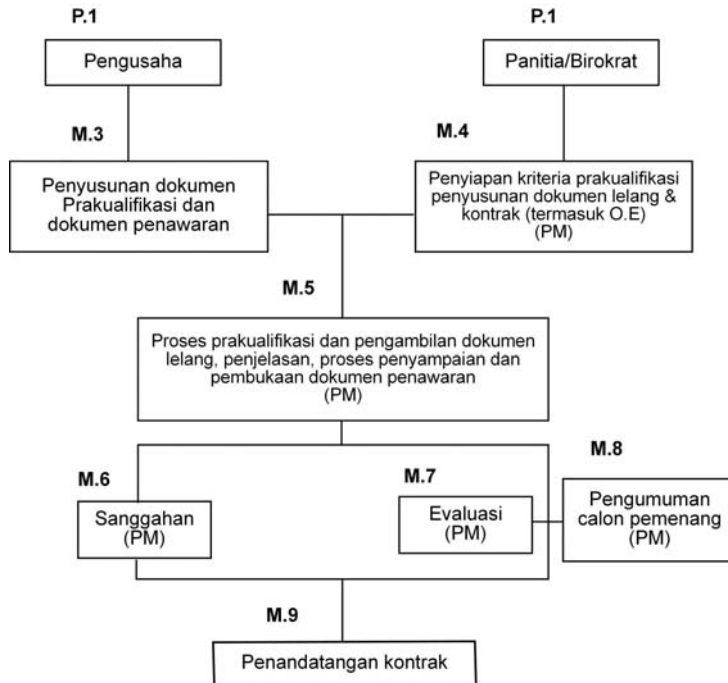 P.1
P.1
Pengusaha
Panitia/Birokrat
M.3
M.4
Penyusunan dokumen
Prakualifikasi dan
dokumen penawaran
Penyiapan kriteria prakualifikasi
penyusunan dokumen lelang &
kontrak (termasuk O.E)
(PM)
M.5
Proses prakualifikasi dan pengambilan dokumen
lelang, penjelasan, proses penyampaian dan
pembukaan dokumen penawaran
(PM)
M.6
Sanggahan
(PM)
M.7
Evaluasi
(PM)
M.8
Pengumuman
calon pemenang
(PM)
M.9
Penandatangan kontrak